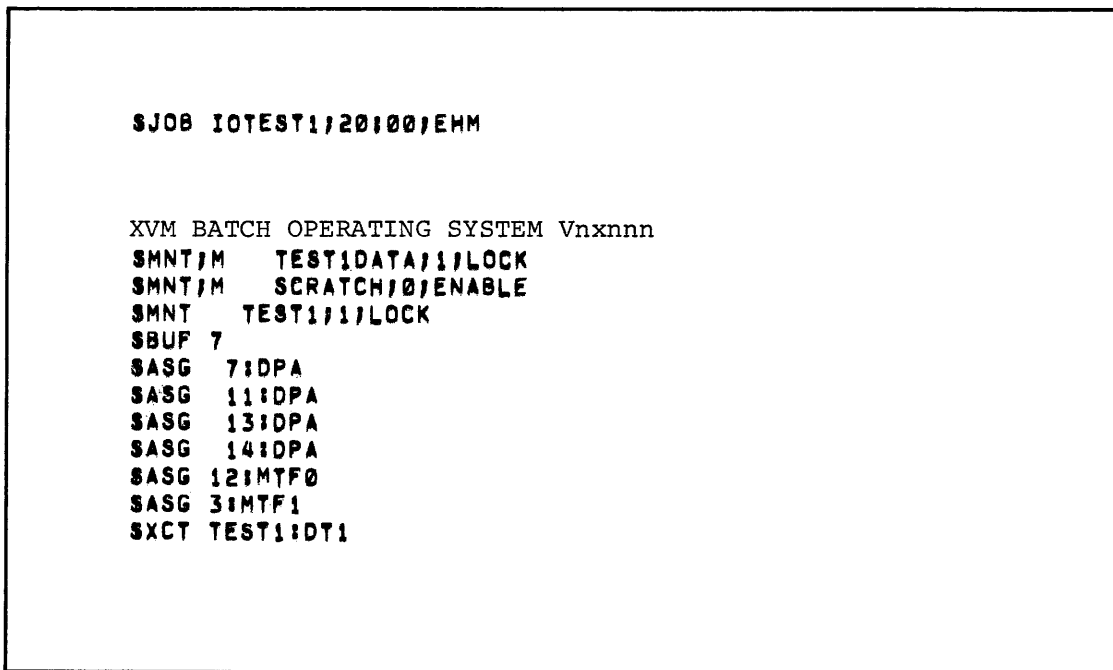 $JOB IOTEST1;20:00;EHM
XVM BATCH OPERATING SYSTEM Vnxnnn
$MNT;M   TEST1DATA;1;LOCK
$MNT;M   SCRATCH;0;ENABLE
$MNT   TEST1;1;LOCK
$BUF 7
$ASG  7:DPA
$ASG  11:DPA
$ASG  13:DPA
$ASG  14:DPA
$ASG 12:MTF0
$ASG 3:MTF1
$XCT TEST1:DT1